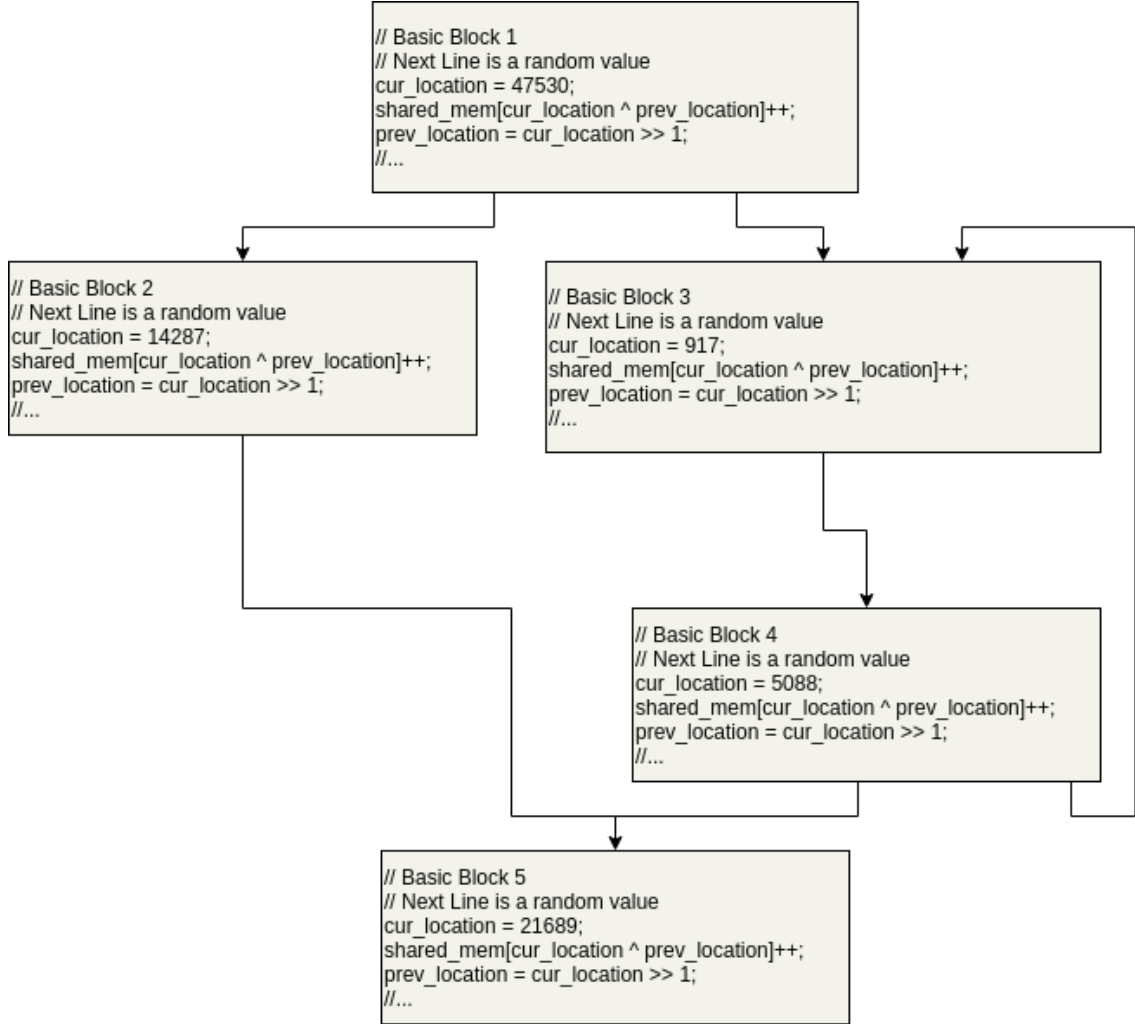 // Basic Block 1
// Next Line is a random value
cur_location = 47530;
shared_mem[cur_location ^ prev_location]++;
prev_location = cur_location >> 1;
//...
// Basic Block 2
// Next Line is a random value
cur_location = 14287;
shared_mem[cur_location ^ prev_location]++;
prev_location = cur_location >> 1;
//...
// Basic Block 3
// Next Line is a random value
cur_location = 917;
shared_mem[cur_location ^ prev_location]++;
prev_location = cur_location >> 1;
//...
// Basic Block 4
// Next Line is a random value
cur_location = 5088;
shared_mem[cur_location ^ prev_location]++;
prev_location = cur_location >> 1;
//...
// Basic Block 5
// Next Line is a random value
cur_location = 21689;
shared_mem[cur_location ^ prev_location]++;
prev_location = cur_location >> 1;
//...